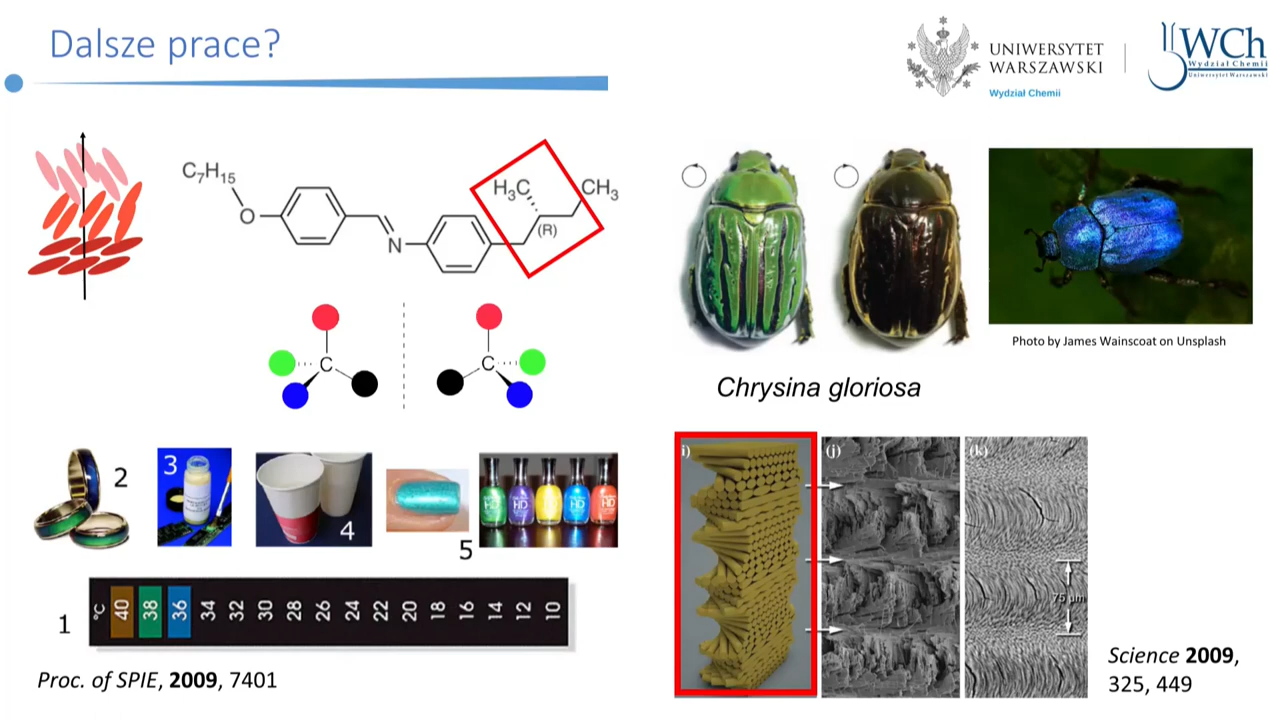 Dalsze prace?
UNIWERSYTET
WARSZAWSKI
Wydział Chemii
WCh
Wydział Chemii
Uniwersytet Warszawski
C7H15
O
N
H3C
CH3
(R)
C
C
Photo by James Wainscoat on Unsplash
Chrysina gloriosa
2
3
4
5
HD
HD
HD
HD
HD
1
°C 40 38 36 34 32 30 28 26 24 22 20 18 16 14 12 10
Proc. of SPIE, 2009, 7401
i)
(j)
(k)
75 μm
Science 2009,
325, 449